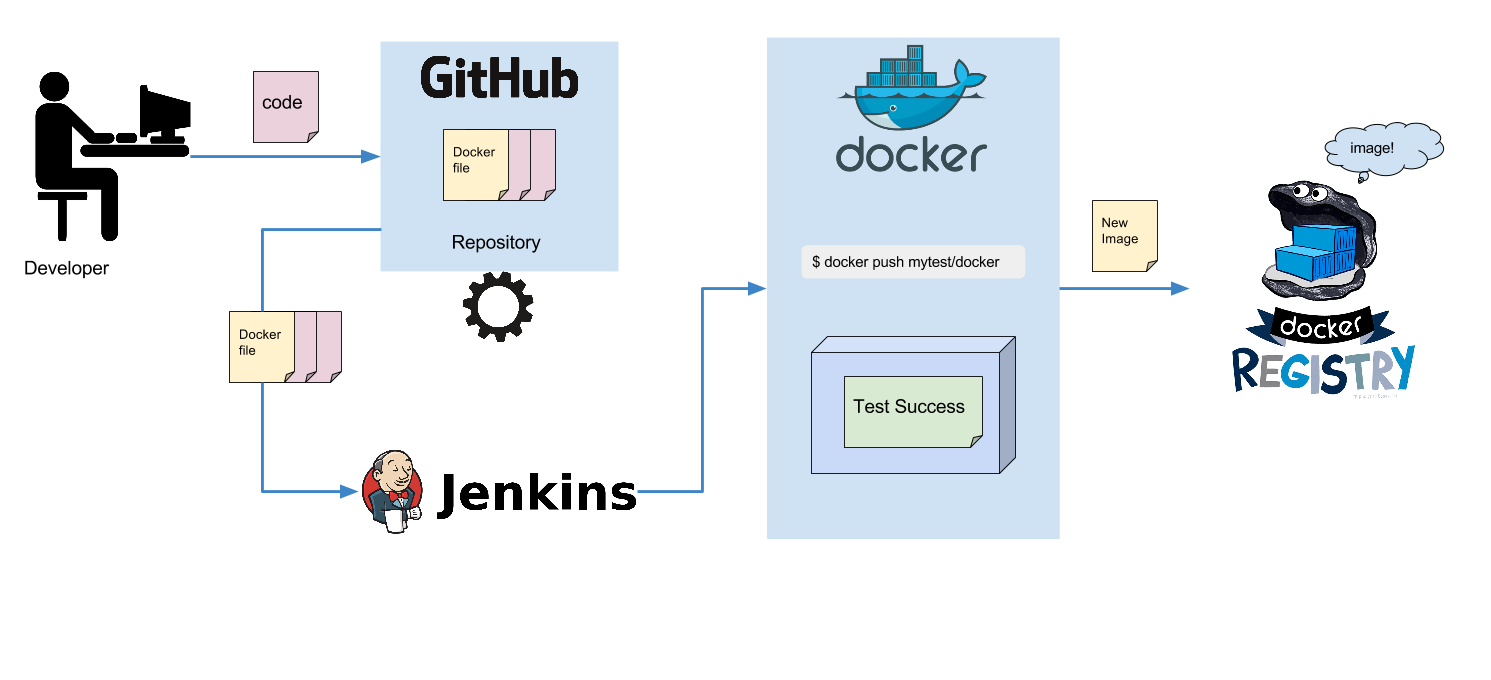 Developer
code
GitHub
Docker
file
Repository
Docker
file
Jenkins
docker
$ docker push mytest/docker
Test Success
New
Image
image!
docker
REGISTRY